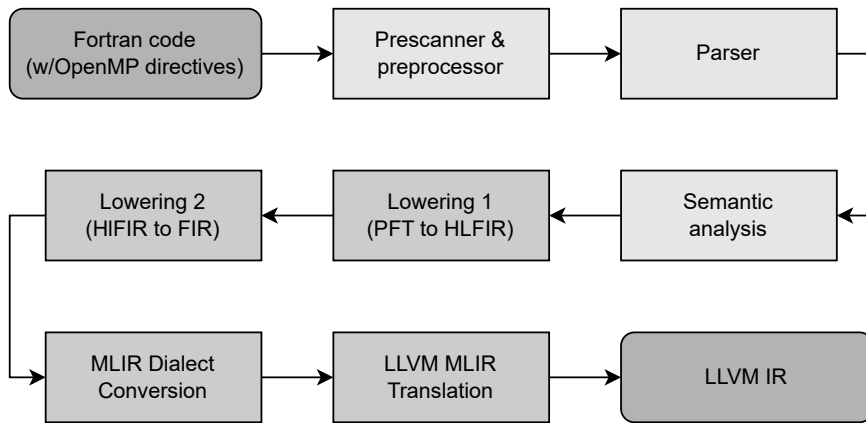 Fortran code
(w/OpenMP directives)
Prescanner &
preprocessor
Parser
Semantic
analysis
Lowering 1
(PFT to HLFIR)
Lowering 2
(HlFIR to FIR)
MLIR Dialect
Conversion
LLVM MLIR
Translation
LLVM IR